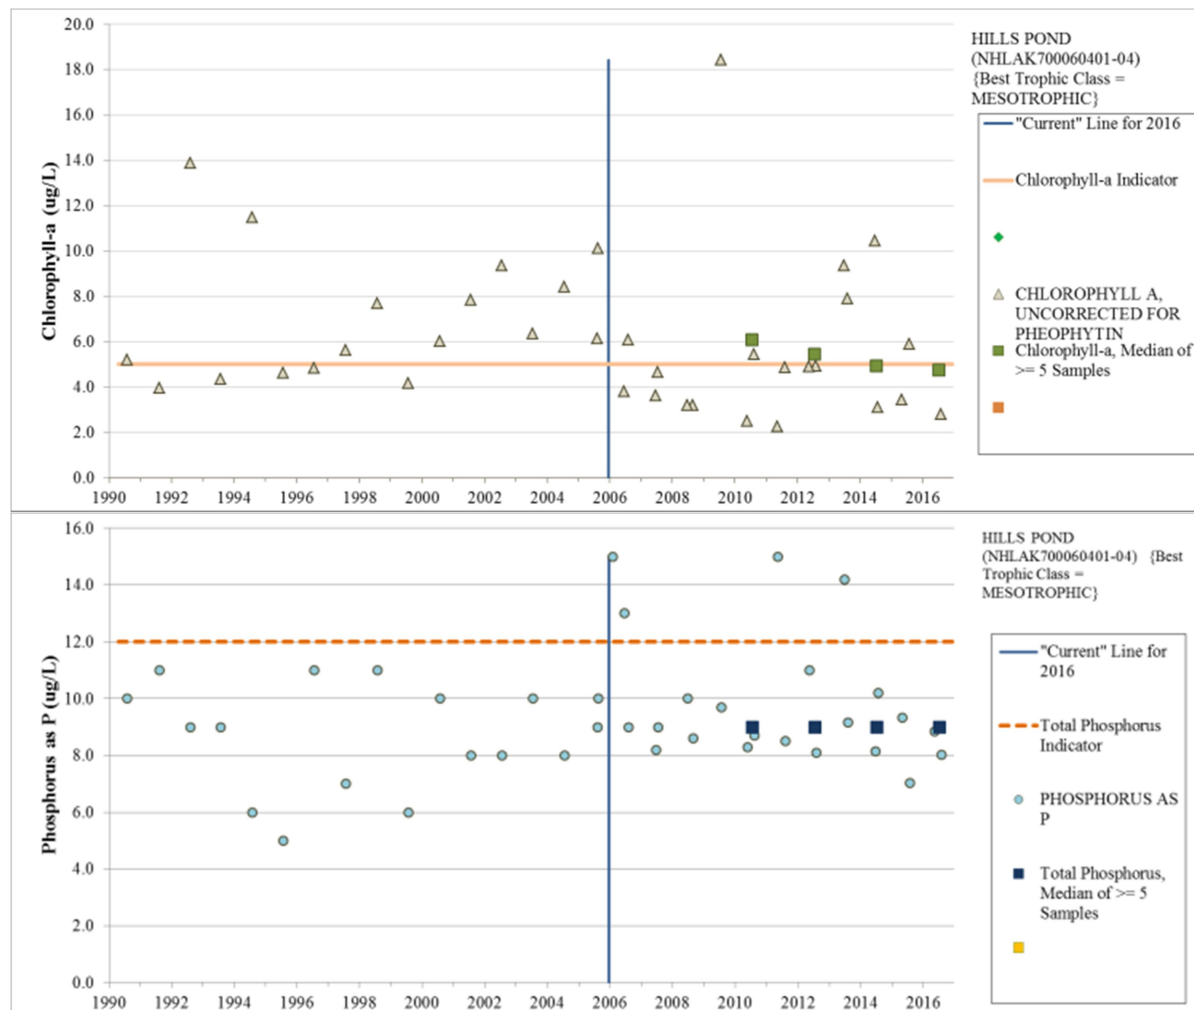 20.0
18.0
16.0
14.0
12.0
10.0
8.0
6.0
4.0
2.0
0.0
Chlorophyll-a (ug/L)
1990 1992 1994 1996 1998 2000 2002 2004 2006 2008 2010 2012 2014 2016
HILLS POND
(NHLAK700060401-04)
{Best Trophic Class =
MESOTROPHIC}
"Current" Line for 2016
Chlorophyll-a Indicator
CHLOROPHYLL A,
UNCORRECTED FOR
PHEOPHYTIN
Chlorophyll-a, Median of
>= 5 Samples
16.0
14.0
12.0
10.0
8.0
6.0
4.0
2.0
0.0
Phosphorus as P (ug/L)
1990 1992 1994 1996 1998 2000 2002 2004 2006 2008 2010 2012 2014 2016
HILLS POND
(NHLAK700060401-04) {Best
Trophic Class =
MESOTROPHIC}
"Current" Line for
2016
Total Phosphorus
Indicator
PHOSPHORUS AS
P
Total Phosphorus,
Median of >= 5
Samples